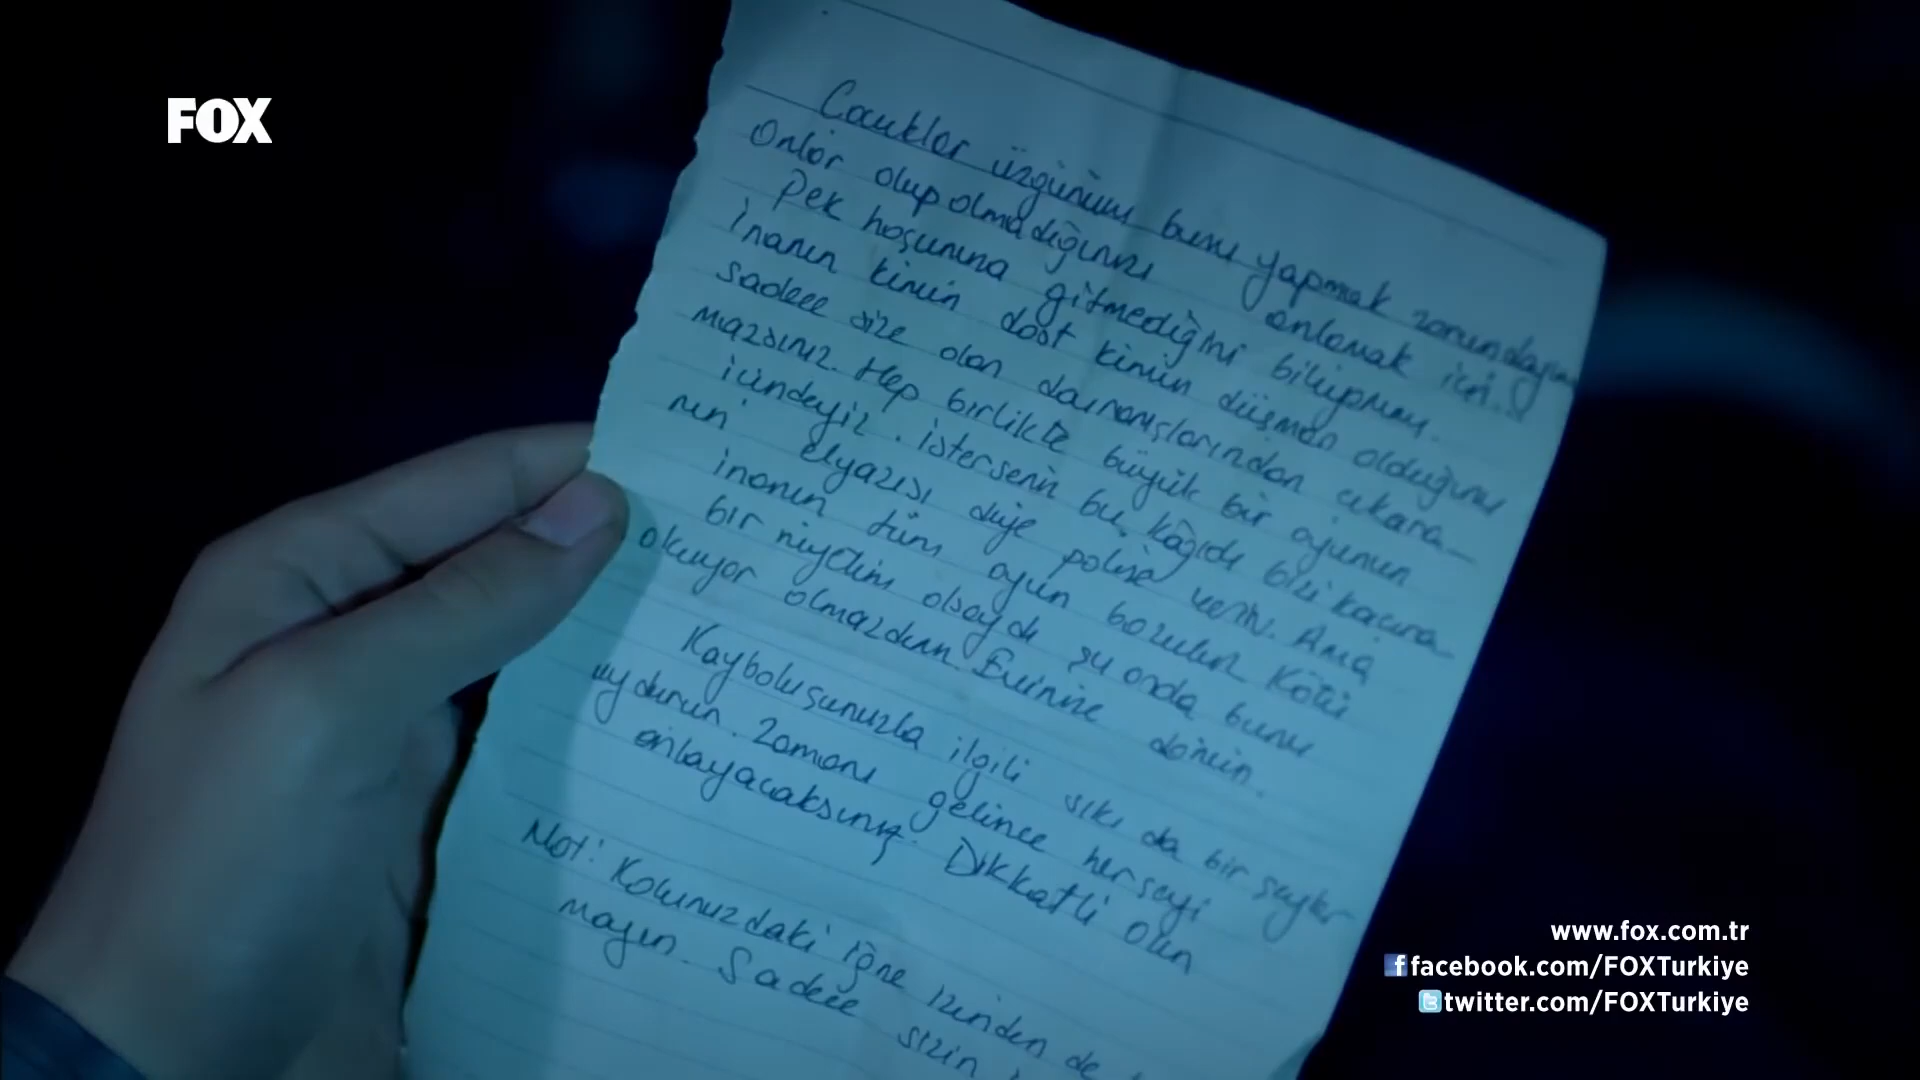 FOX
Çocuklar üzgünüm bunu yapmak zorundayım
Onlar olup olmadığınızı anlamak için.
Pek hoşunuza gitmediğini biliyorum.
İnanın kimin dost kimin düşman olduğunu
sadece size olan davranışlarından çıkara-
mazsınız. Hep birlikte büyük bir oyunun
içindeyiz. isterseniz bu kağıdı bizi kaçıra-
nın elyazısı diye polise verin. Ama
inanın tüm oyun bozulur. Kötü
bir niyetim olsaydı şu anda bunu
okuyor olmazdınız. Evinize dönün.
Kayboluşunuzla ilgili sıkı da bir şeyler
uydurun. Zamanı gelince herşeyi
anlayacaksınız. Dikkatli olun
Not: Kolunuzdaki iğne izinden de
mayın. Sadece sizin
www.fox.com.tr
facebook.com/FOXTurkiye
twitter.com/FOXTurkiye